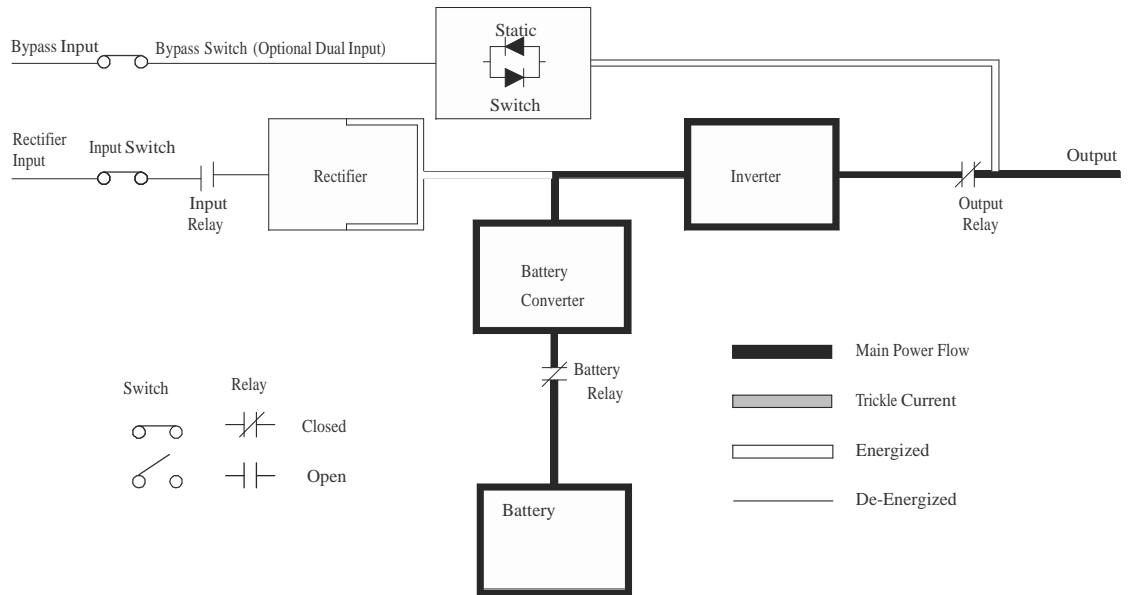 Static
Switch
Bypass Input
Bypass Switch (Optional Dual Input)
Rectifier
Input
Input Switch
Input
Relay
Rectifier
Inverter
Output
Output
Relay
Battery
Converter
Battery
Relay
Battery
Switch
Relay
Closed
Open
Main Power Flow
Trickle Current
Energized
De-Energized